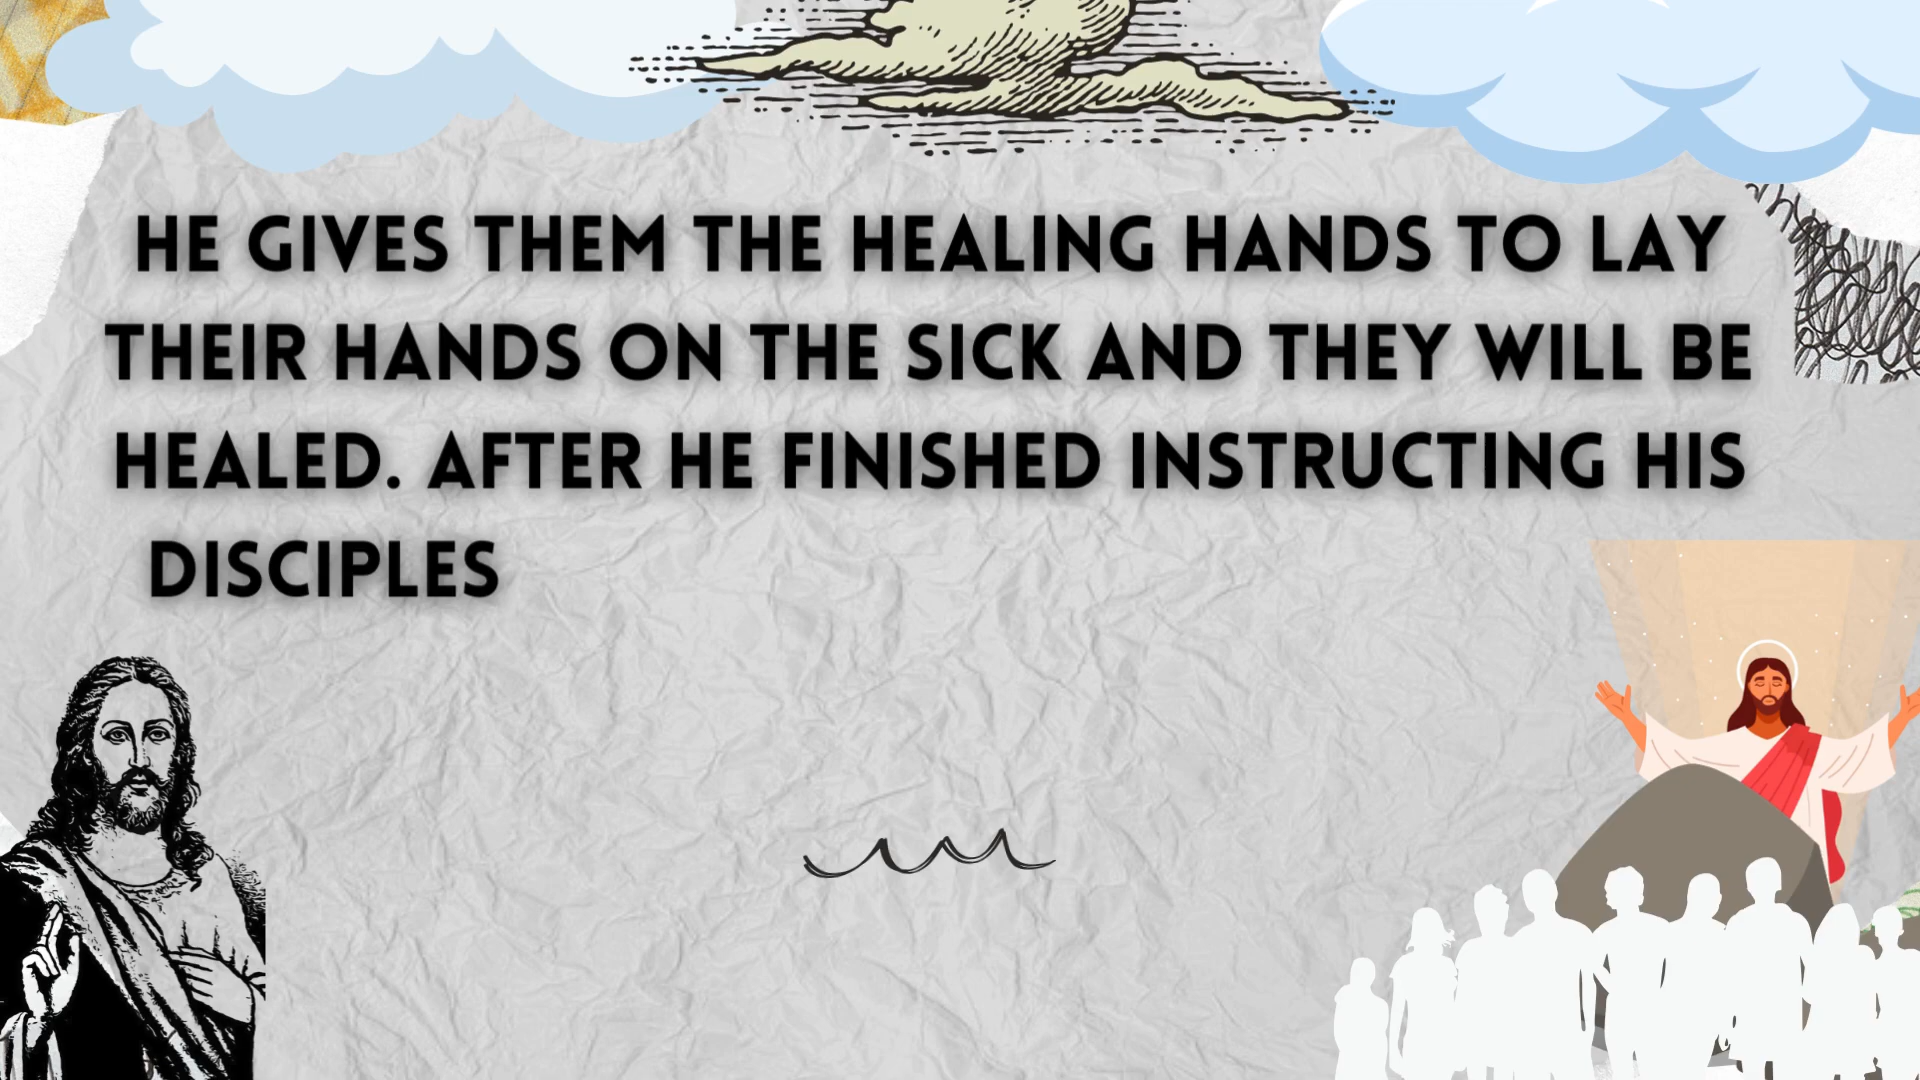 HE GIVES THEM THE HEALING HANDS TO LAY
THEIR HANDS ON THE SICK AND THEY WILL BE
HEALED. AFTER HE FINISHED INSTRUCTING HIS
DISCIPLES